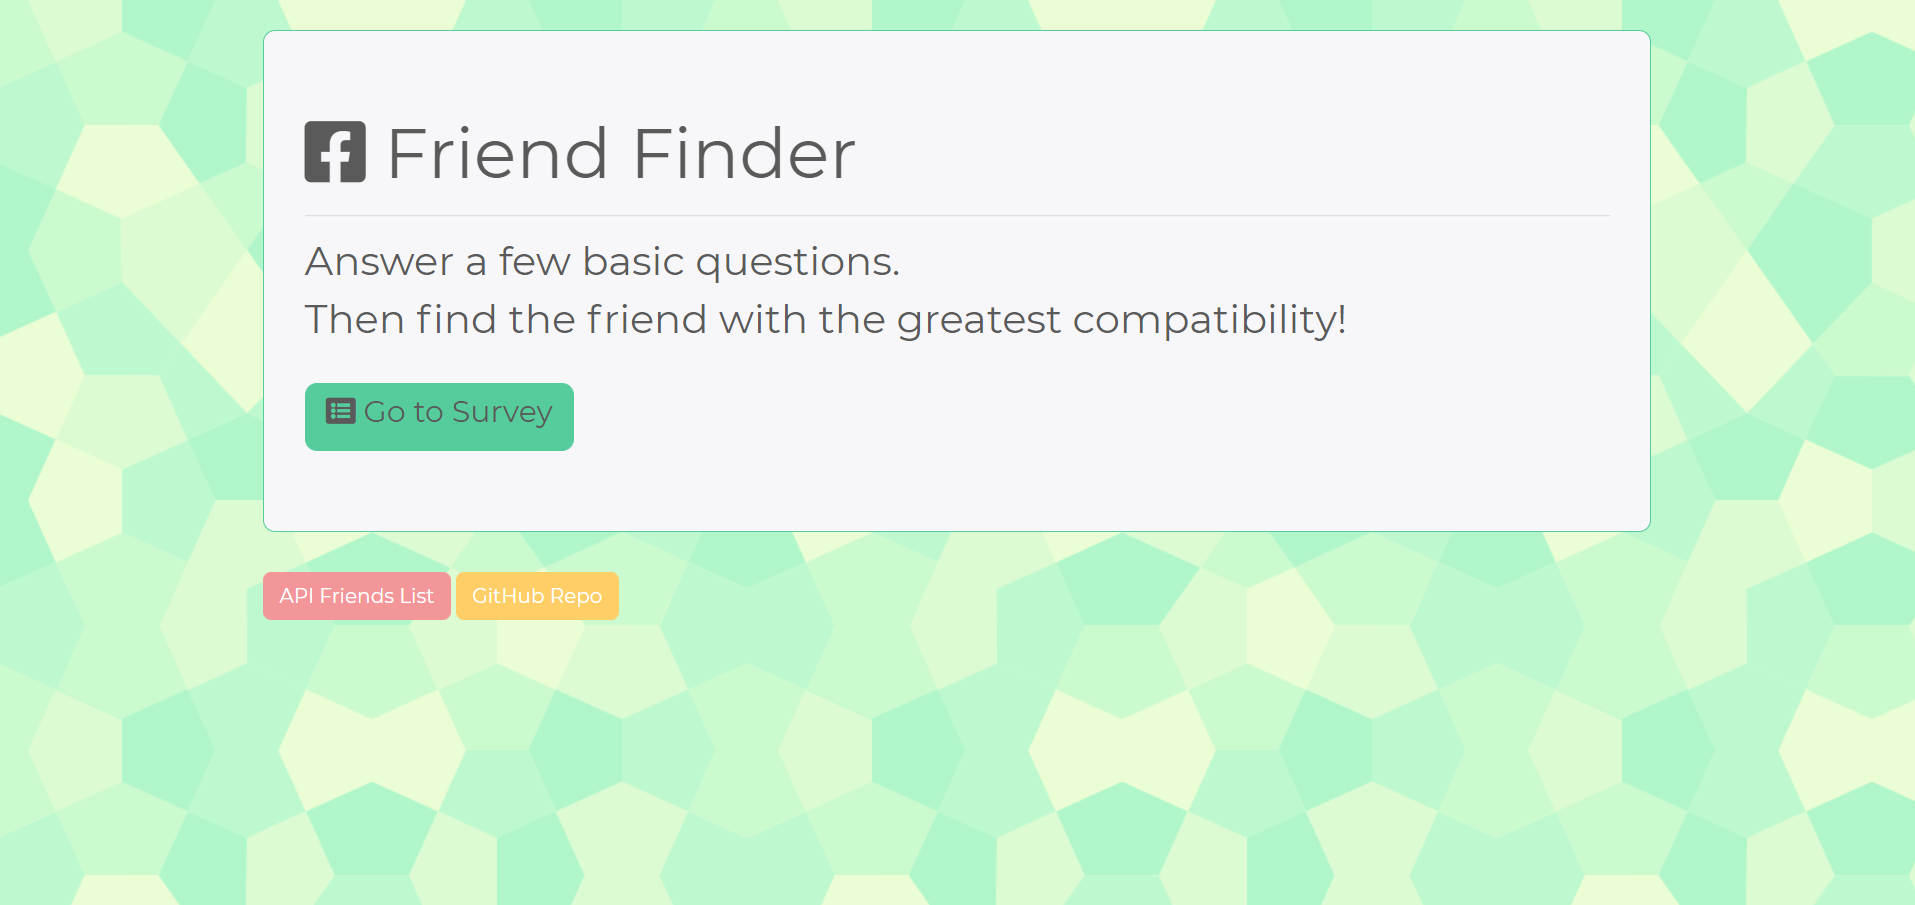 Friend Finder
Answer a few basic questions.
Then find the friend with the greatest compatibility!
Go to Survey
API Friends List
GitHub Repo